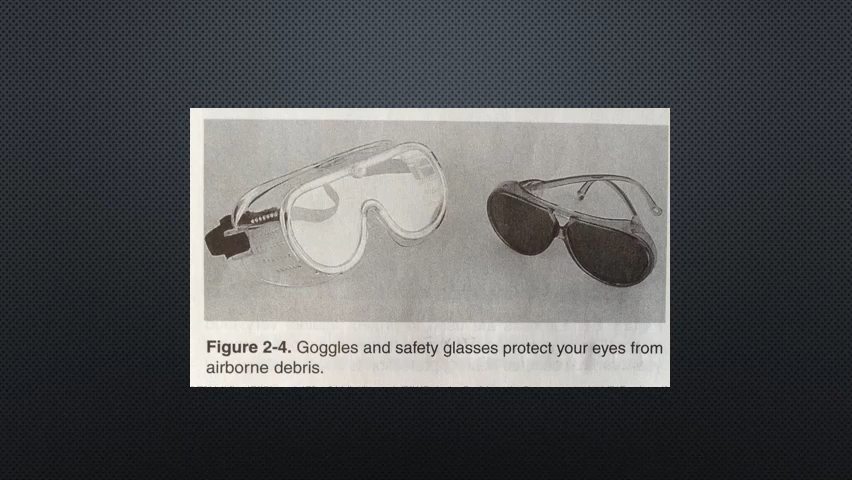 Figure 2-4. Goggles and safety glasses protect your eyes from
airborne debris.